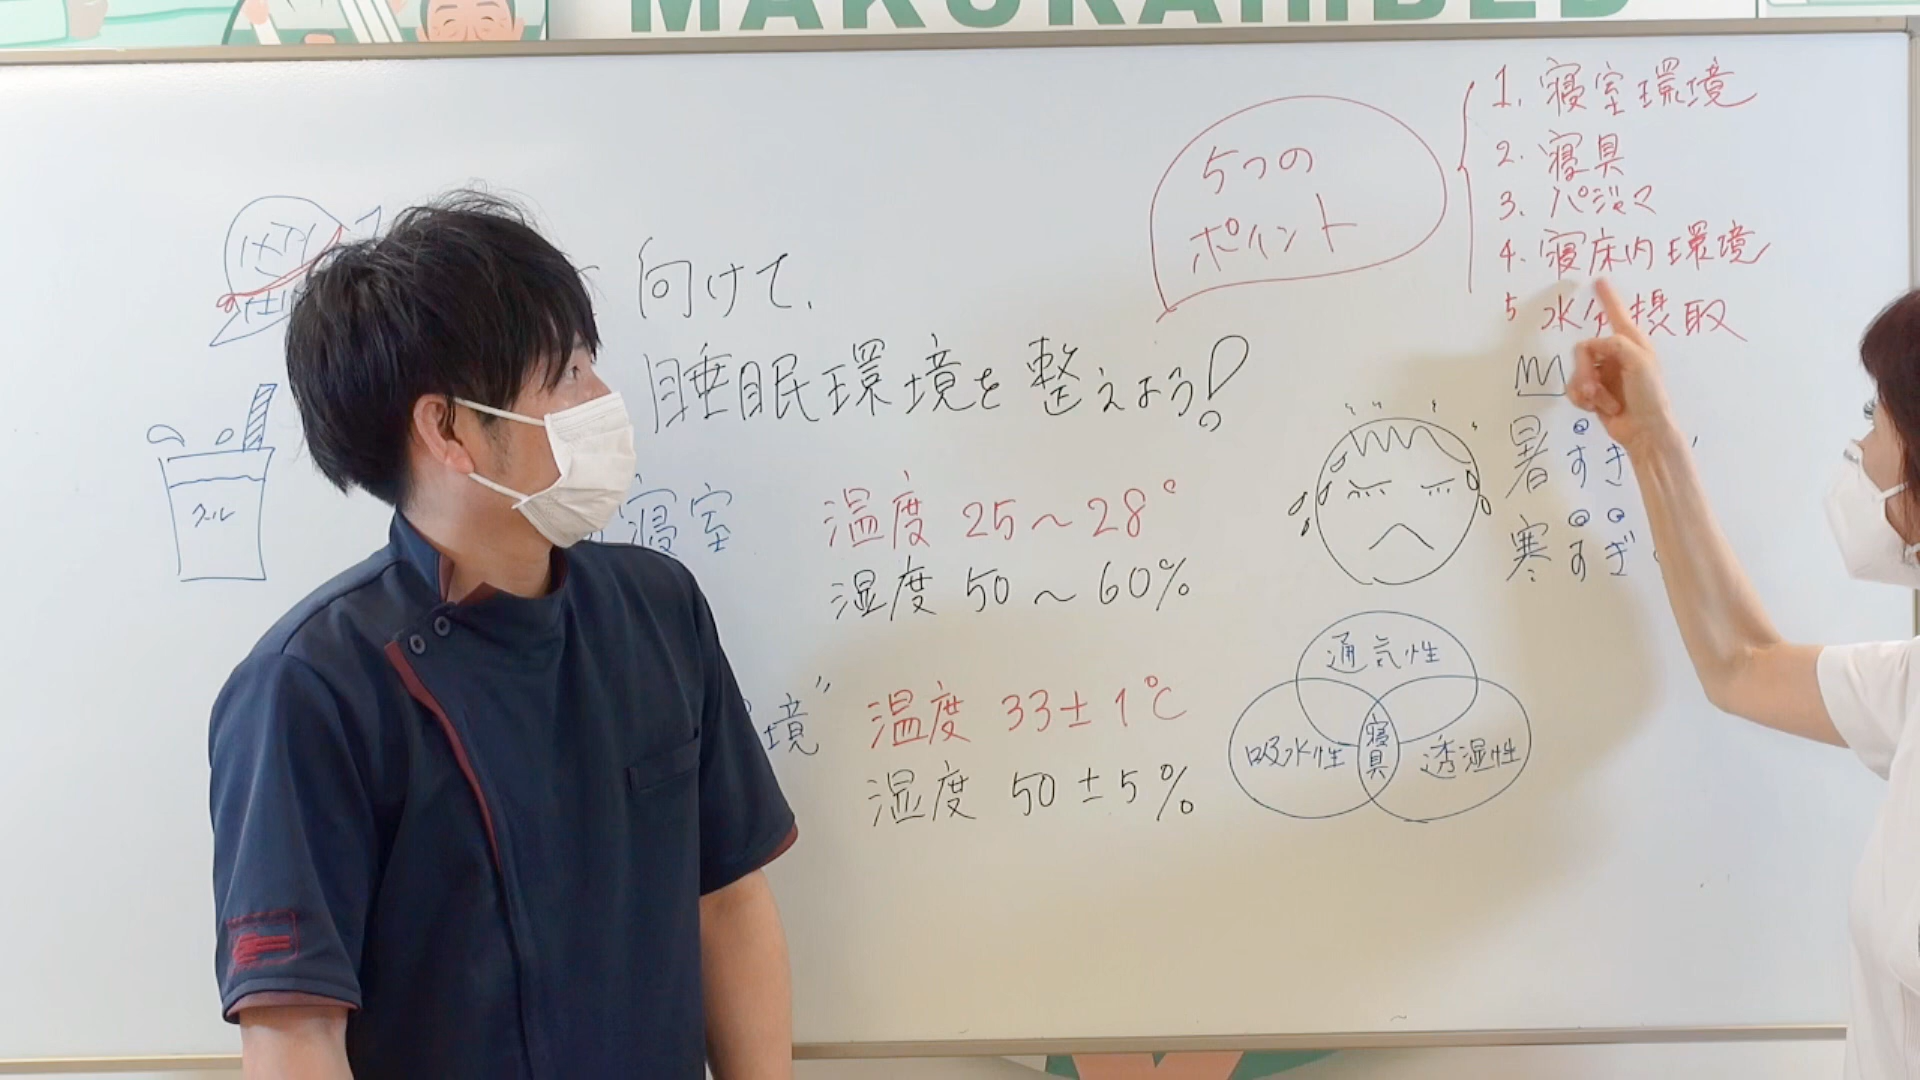 MAKURAnoBED
向けて、
睡眠環境を整えよう!
5つの
ポイント
1. 寝室環境
2. 寝具
3. パジャマ
4. 寝床内環境
5 水分摂取
クール
寝室
温度 25~28°
湿度 50~60%
境”
温度 33±1℃
湿度 50±5%
暑すぎ
寒すぎ
通気性
吸水性
寝具
透湿性